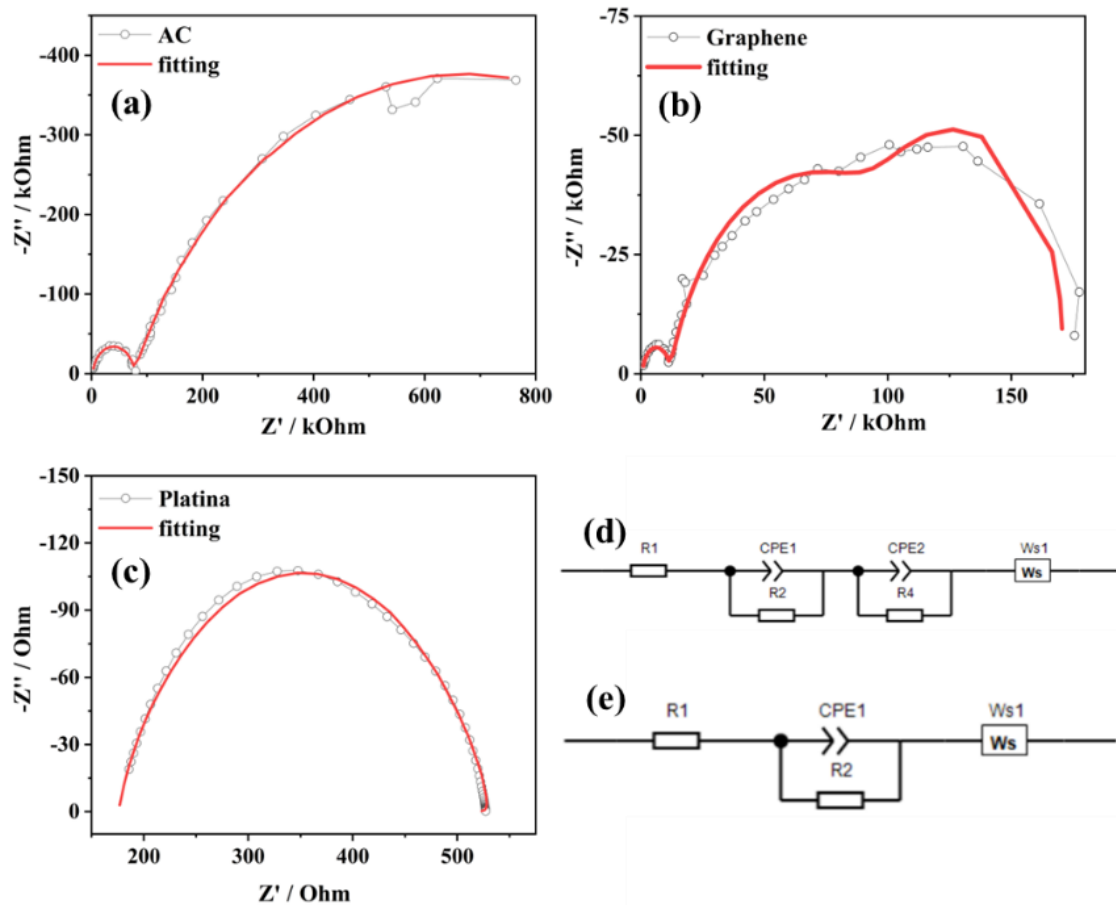 AC
fitting
(a)
-400
-300
-200
-100
0
-Z'' / kOhm
0 200 400 600 800
Z' / kOhm
Graphene
fitting
(b)
-75
-50
-25
0
-Z'' / kOhm
0 50 100 150
Z' / kOhm
Platina
fitting
(c)
-150
-120
-90
-60
-30
0
-Z'' / Ohm
200 300 400 500
Z' / Ohm
(d)
R1 CPE1 CPE2 Ws1
R2 R4 Ws
(e)
R1 CPE1 Ws1
R2 Ws